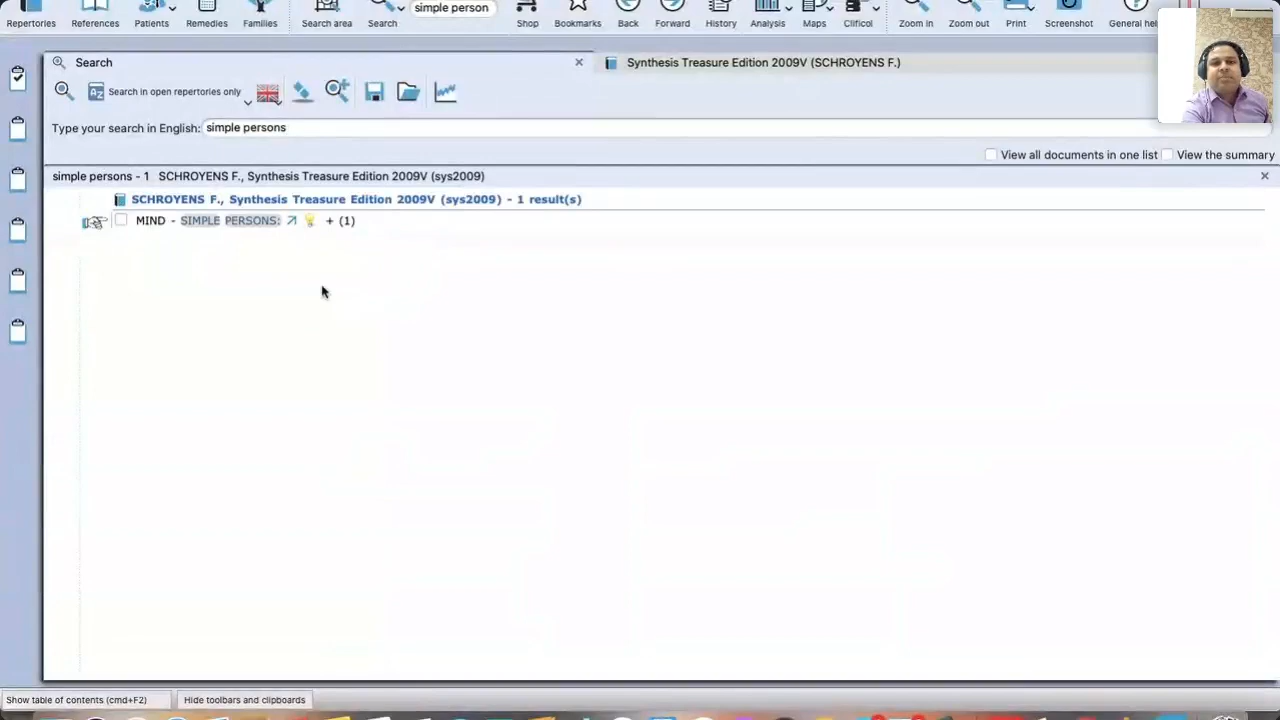 simple person
Repertories References Patients Remedies Families Search area Search Shop Bookmarks Back Forward History Analysis Maps Clificol Zoom in Zoom out Print Screenshot General
Search
Synthesis Treasure Edition 2009V (SCHROYENS F.)
Search in open repertories only
Type your search in English: simple persons
View all documents in one list View the summary
simple persons - 1 SCHROYENS F., Synthesis Treasure Edition 2009V (sys2009)
SCHROYENS F., Synthesis Treasure Edition 2009V (sys2009) - 1 result(s)
MIND - SIMPLE PERSONS: + (1)
Show table of contents (cmd+F2) Hide toolbars and clipboards